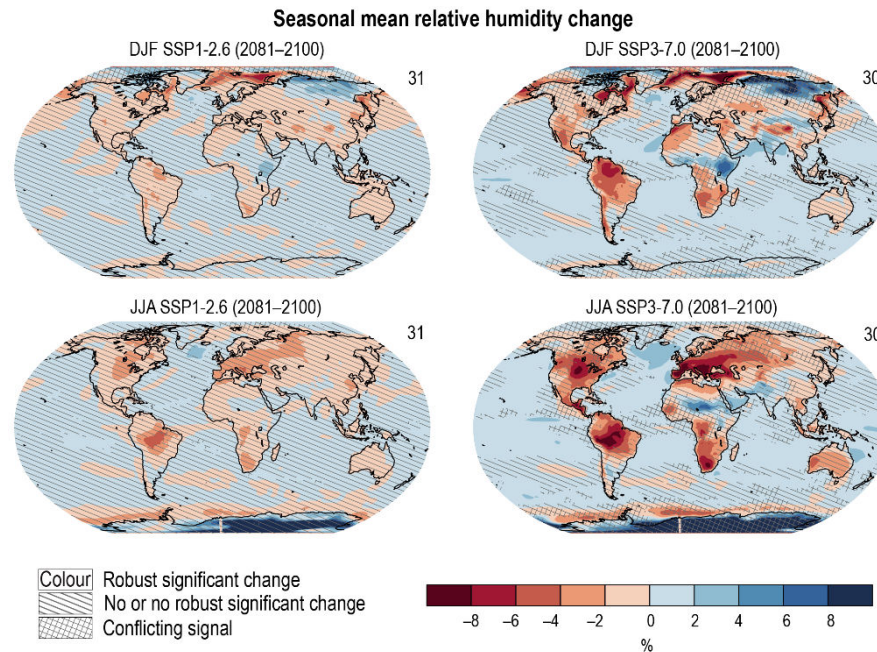 Seasonal mean relative humidity change
DJF SSP1-2.6 (2081–2100)
31
DJF SSP3-7.0 (2081–2100)
30
JJA SSP1-2.6 (2081–2100)
31
JJA SSP3-7.0 (2081–2100)
30
Colour Robust significant change
No or no robust significant change
Conflicting signal
−8 −6 −4 −2 0 2 4 6 8
%